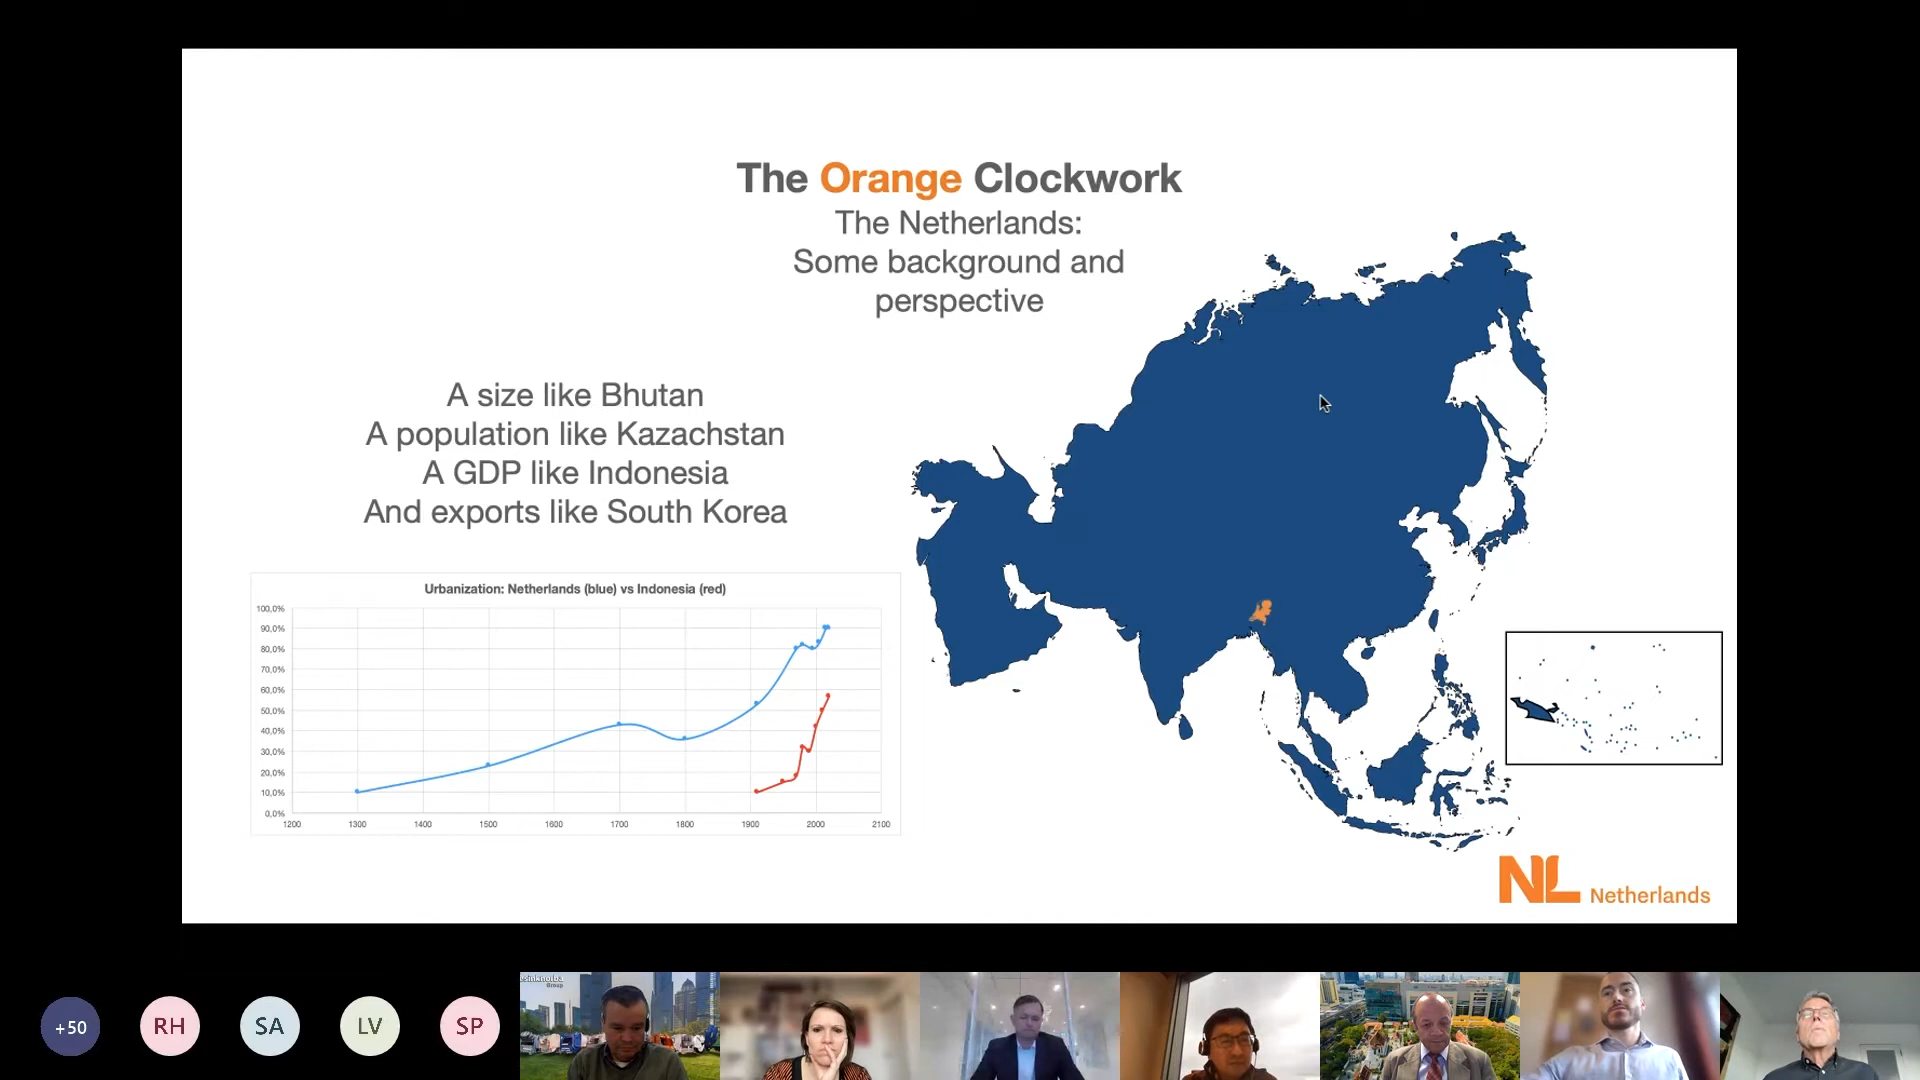 The Orange Clockwork
The Netherlands:
Some background and
perspective
A size like Bhutan
A population like Kazachstan
A GDP like Indonesia
And exports like South Korea
Urbanization: Netherlands (blue) vs Indonesia (red)
100,0%
90,0%
80,0%
70,0%
60,0%
50,0%
40,0%
30,0%
20,0%
10,0%
0,0%
1200 1300 1400 1500 1600 1700 1800 1900 2000 2100
NL Netherlands
+50 RH SA LV SP
Group